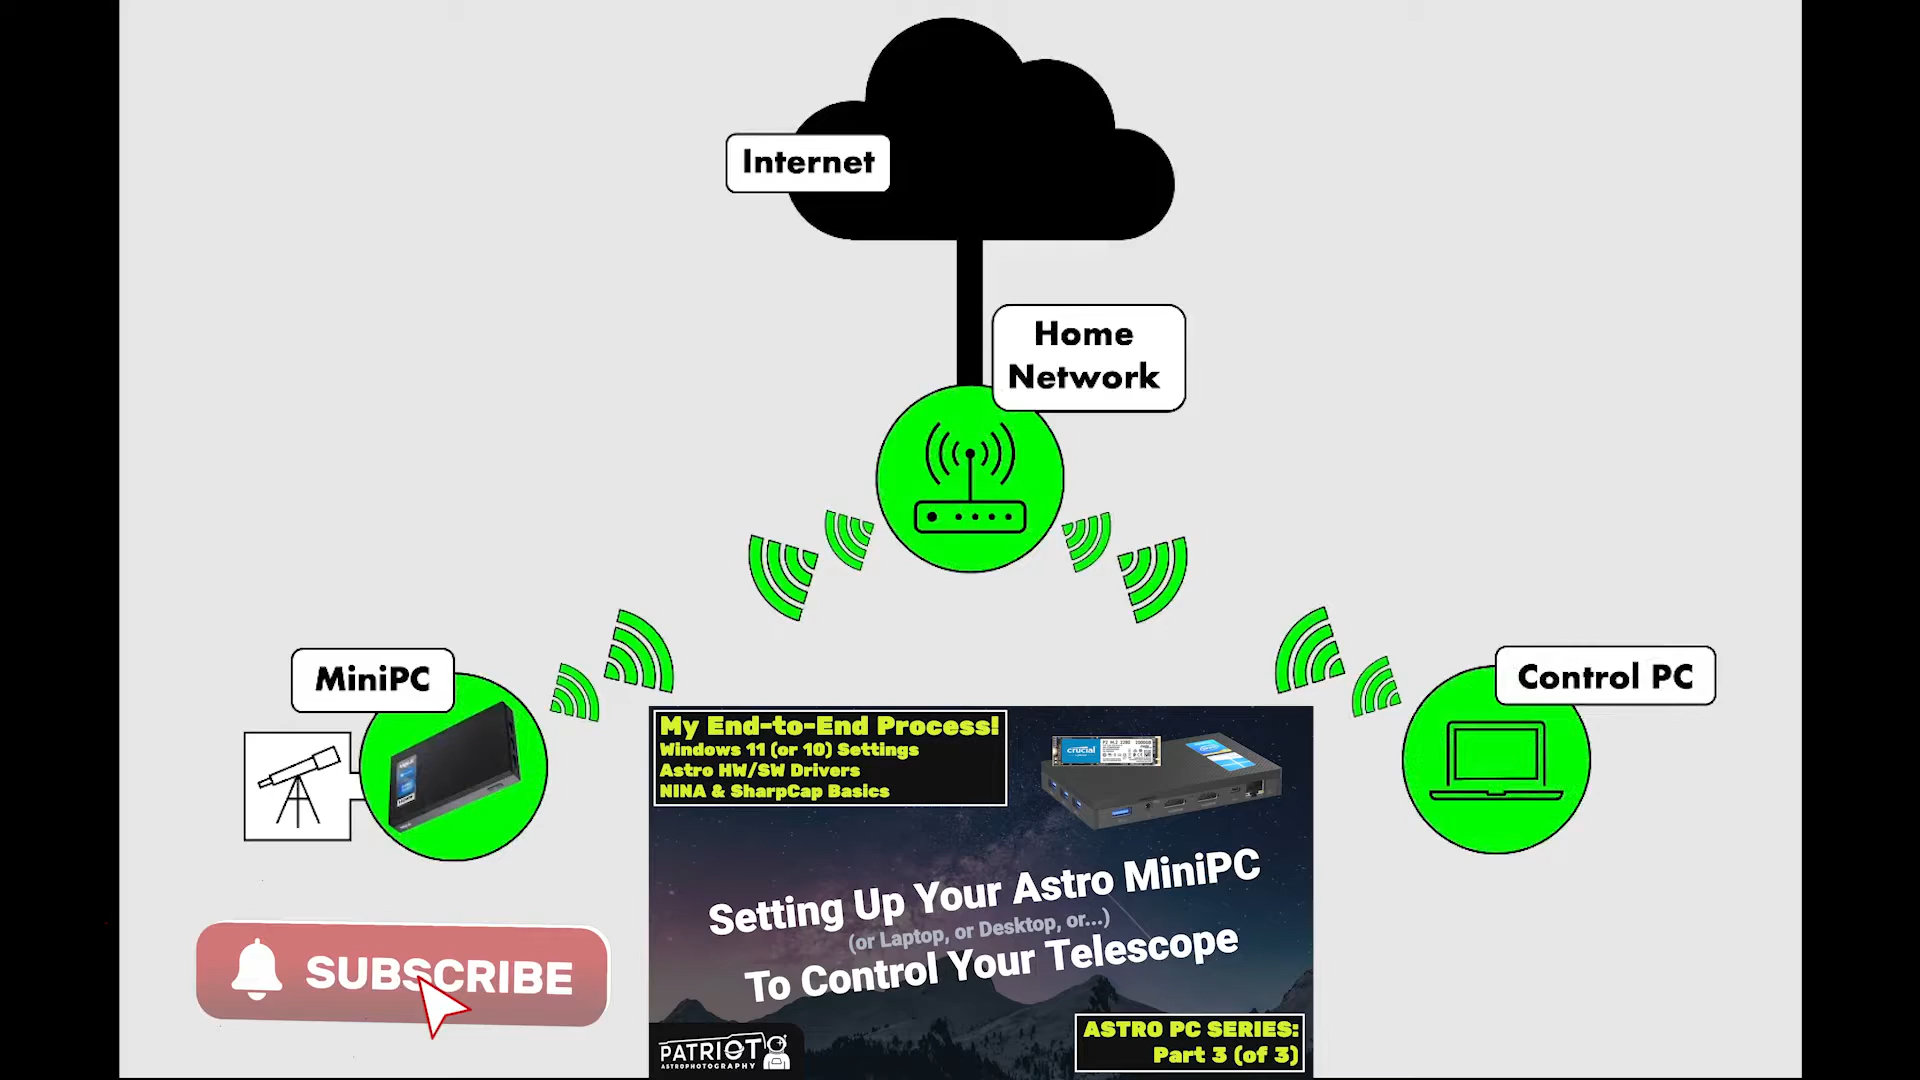 Internet
Home
Network
MiniPC
Control PC
My End-to-End Process!
Windows 11 (or 10) Settings
Astro HW/SW Drivers
NINA & SharpCap Basics
crucial
Setting Up Your Astro MiniPC
(or Laptop, or Desktop, or...)
To Control Your Telescope
SUBSCRIBE
PATRIOT
ASTROPHOTOGRAPHY
ASTRO PC SERIES:
Part 3 (of 3)